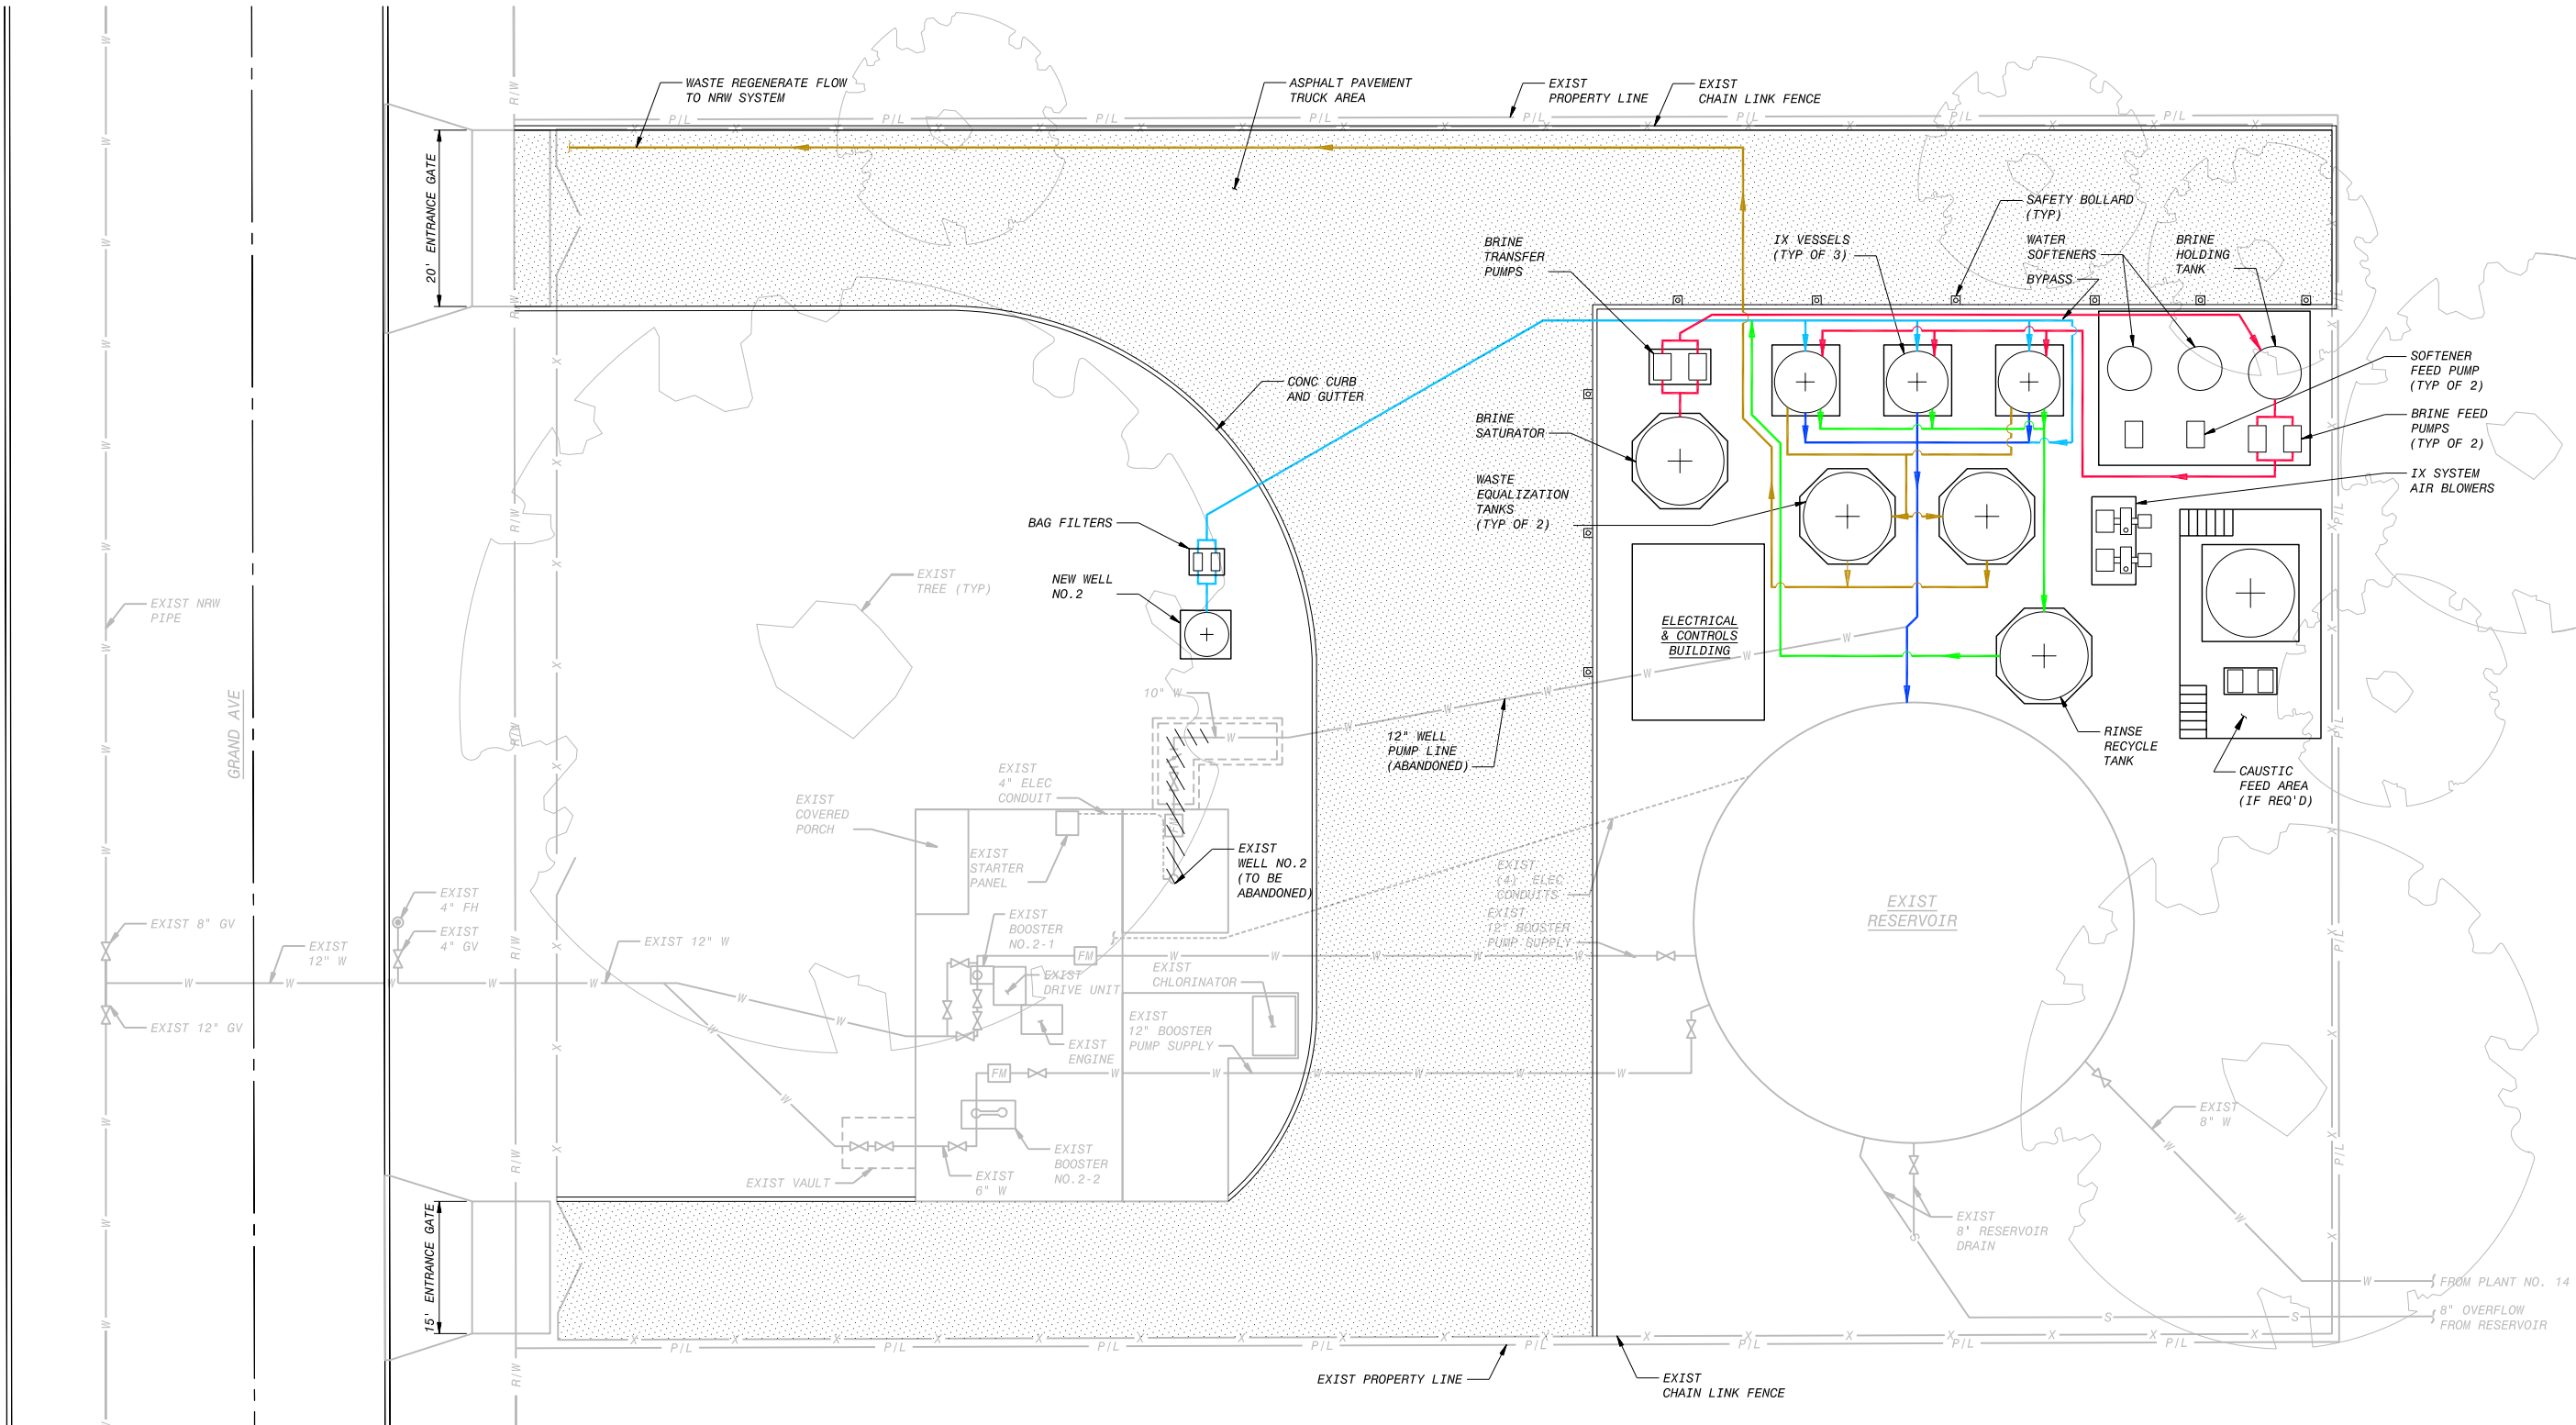 WASTE REGENERATE FLOW
TO NRW SYSTEM
ASPHALT PAVEMENT
TRUCK AREA
EXIST
PROPERTY LINE
EXIST
CHAIN LINK FENCE
R/W
P/L
P/L
P/L
P/L
P/L
P/L
P/L
P/L
20' ENTRANCE GATE
SAFETY BOLLARD
(TYP)
BRINE
TRANSFER
PUMPS
IX VESSELS
(TYP OF 3)
WATER
SOFTENERS
BYPASS
BRINE
HOLDING
TANK
R/W
P/L
SOFTENER
FEED PUMP
(TYP OF 2)
CONC CURB
AND GUTTER
BRINE
SATURATOR
BRINE FEED
PUMPS
(TYP OF 2)
WASTE
EQUALIZATION
TANKS
(TYP OF 2)
IX SYSTEM
AIR BLOWERS
R/W
P/L
BAG FILTERS
NEW WELL
NO.2
EXIST
TREE (TYP)
EXIST NRW
PIPE
ELECTRICAL
& CONTROLS
BUILDING
GRAND AVE
R/W
10" W
W
W
W
W
W
W
W
P/L
12" WELL
PUMP LINE
(ABANDONED)
RINSE
RECYCLE
TANK
CAUSTIC
FEED AREA
(IF REQ'D)
EXIST
4" ELEC
CONDUIT
EXIST
COVERED
PORCH
FM
EXIST
STARTER
PANEL
EXIST
WELL NO.2
(TO BE
ABANDONED)
EXIST
(4) ELEC
CONDUITS
EXIST
RESERVOIR
EXIST
4" FH
EXIST 8" GV
EXIST
12" W
EXIST
4" GV
EXIST 12" W
R/W
EXIST
BOOSTER
NO.2-1
FM
EXIST
12" BOOSTER
PUMP SUPPLY
P/L
EXIST
DRIVE UNIT
EXIST
CHLORINATOR
EXIST 12" GV
EXIST
ENGINE
EXIST
12" BOOSTER
PUMP SUPPLY
FM
EXIST
8" W
EXIST VAULT
EXIST
6" W
EXIST
BOOSTER
NO.2-2
R/W
P/L
EXIST
8' RESERVOIR
DRAIN
15' ENTRANCE GATE
S
W
FROM PLANT NO. 14
S
S
8" OVERFLOW
FROM RESERVOIR
P/L
P/L
P/L
P/L
P/L
P/L
P/L
P/L
R/W
EXIST PROPERTY LINE
EXIST
CHAIN LINK FENCE